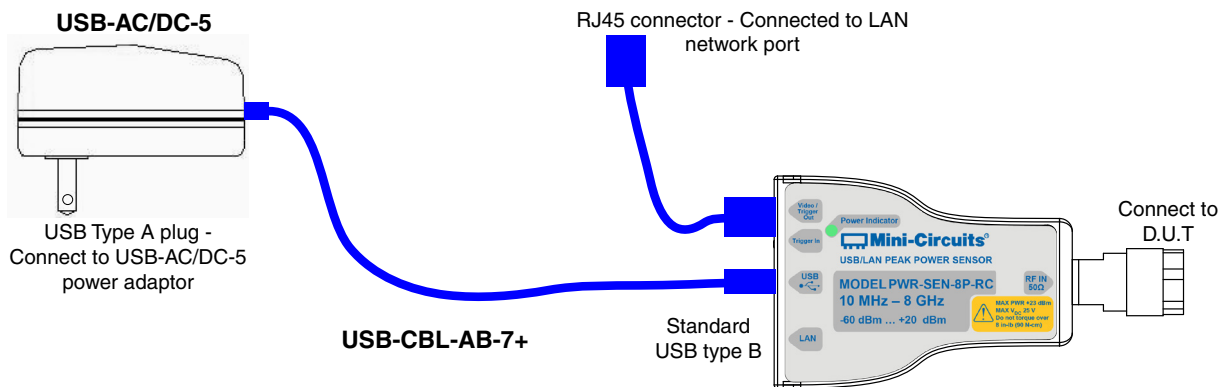 USB-AC/DC-5
RJ45 connector - Connected to LAN
network port
USB Type A plug -
Connect to USB-AC/DC-5
power adaptor
USB-CBL-AB-7+
Standard
USB type B
Video /
Trigger
Out
Power Indicator
Trigger In
Mini-Circuits®
USB/LAN PEAK POWER SENSOR
USB
MODEL PWR-SEN-8P-RC
10 MHz – 8 GHz
-60 dBm ... +20 dBm
RF IN
50Ω
MAX PWR +23 dBm
MAX VDC 25 V
Do not torque over
8 in-lb (90 N-cm)
LAN
Connect to
D.U.T